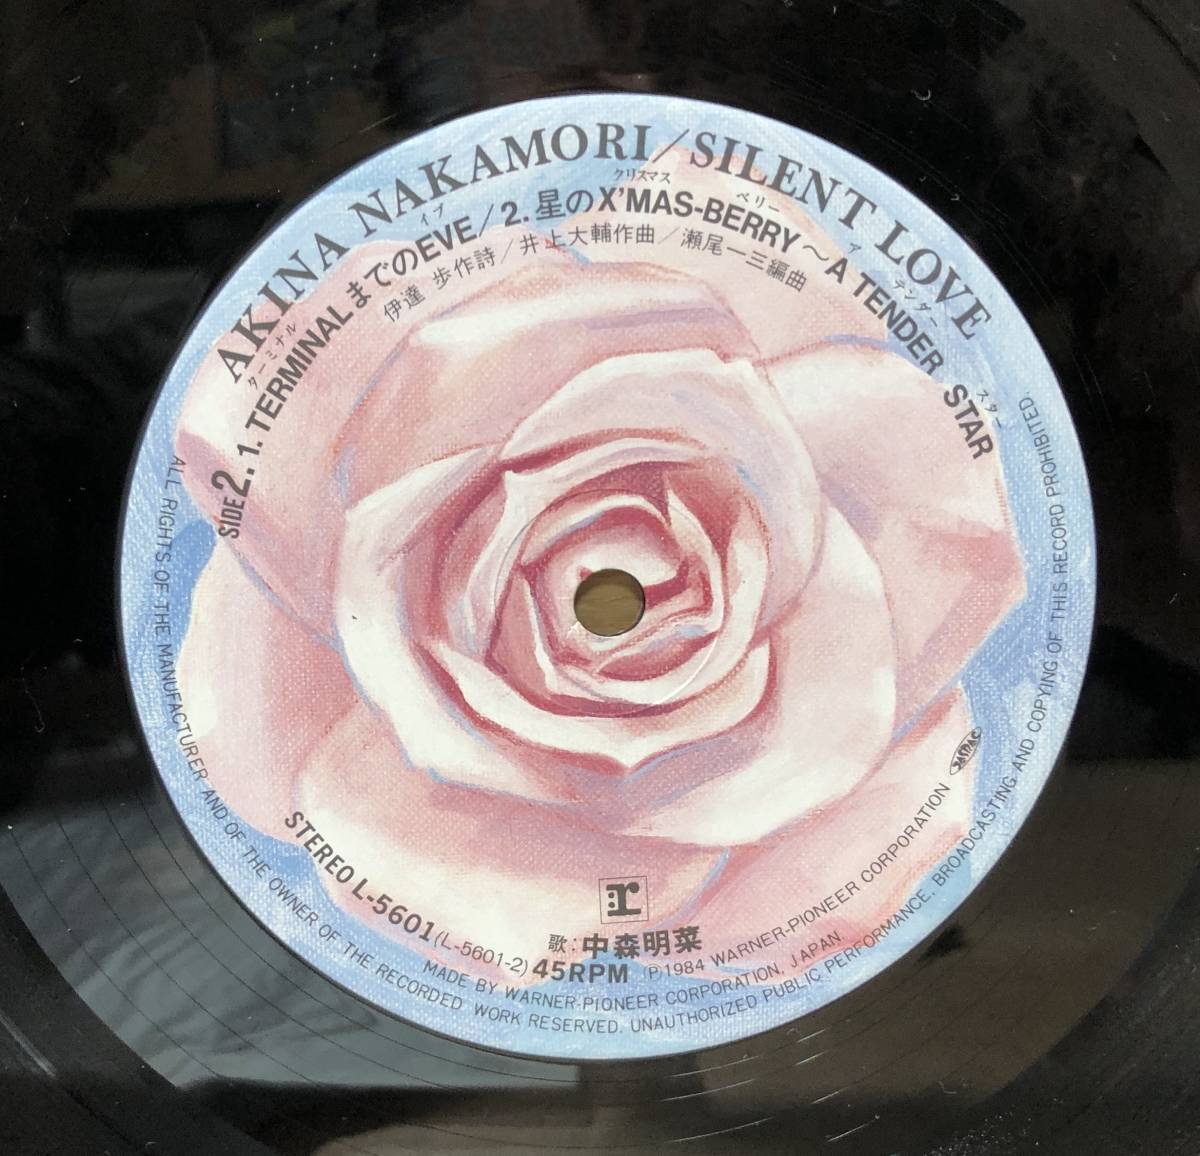 AKINA NAKAMORI/SILENT LOVE
SIDE 2. 1. TERMINALまでのEVE/2. 星のX'MAS-BERRY〜A TENDER STAR
ターミナル イブ クリスマス ベリー ア テンダー スター
伊達 歩作詩/井上大輔作曲/瀬尾一三編曲
r
歌:中森明菜
STEREO L-5601 (L-5601-2) 45RPM Ⓟ1984 WARNER-PIONEER CORPORATION JASRAC
MADE BY WARNER-PIONEER CORPORATION, JAPAN.
ALL RIGHTS OF THE MANUFACTURER AND OF THE OWNER OF THE RECORDED WORK RESERVED. UNAUTHORIZED PUBLIC PERFORMANCE, BROADCASTING AND COPYING OF THIS RECORD PROHIBITED.